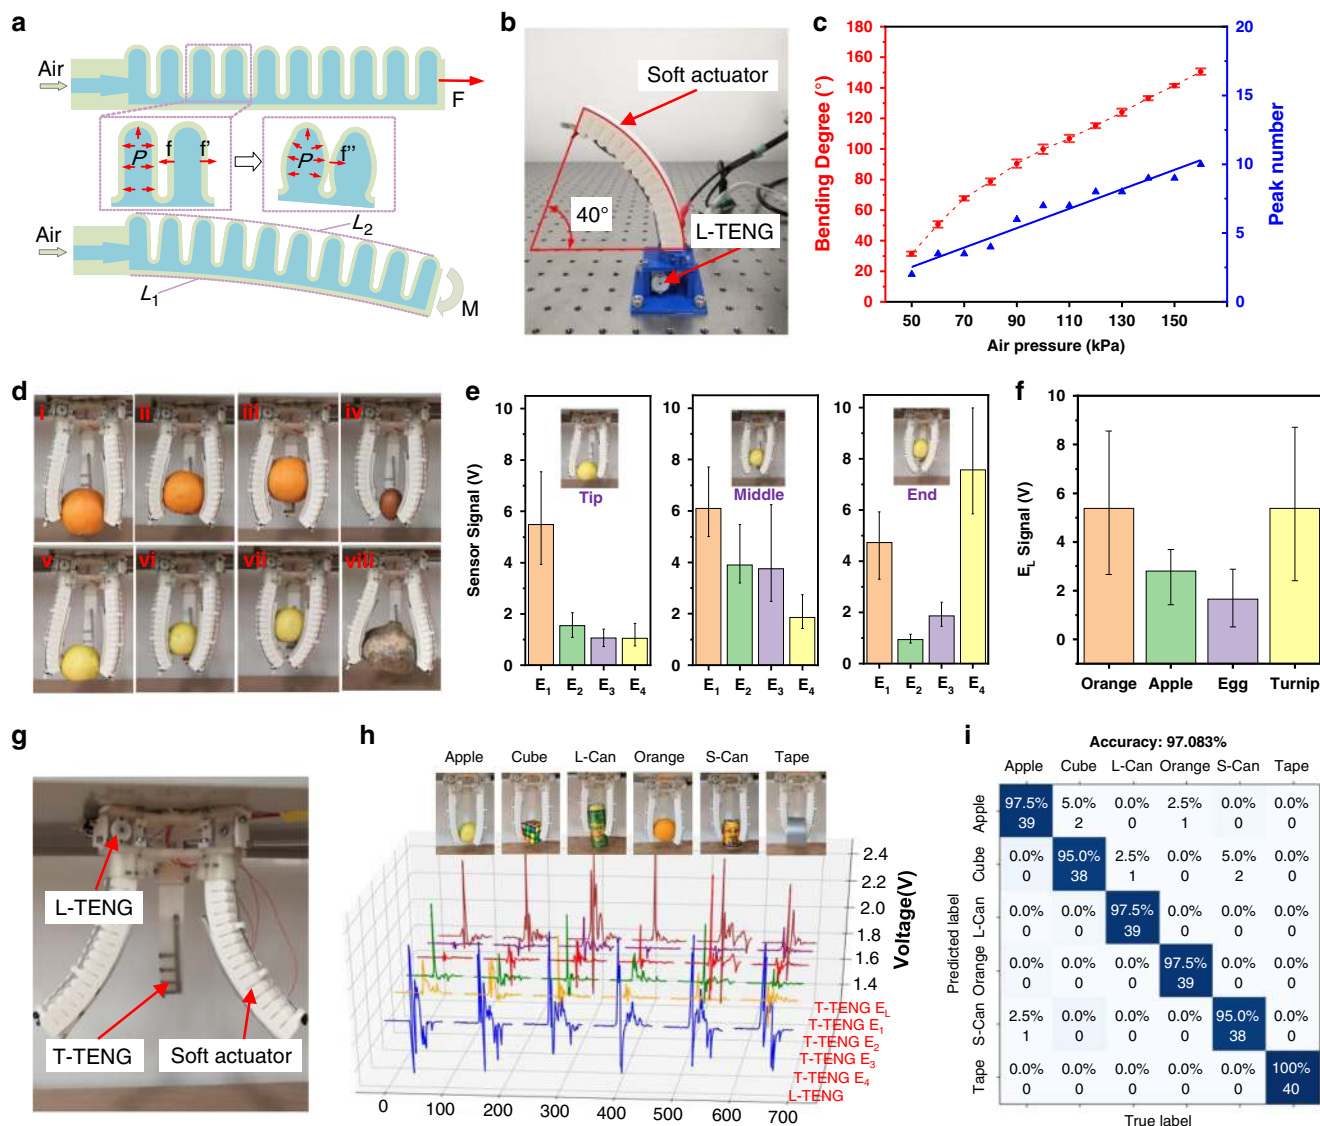 a
Air
F
P
f
f'
P
f''
Air
L1
L2
M
b
Soft actuator
40°
L-TENG
c
Bending Degree (°)
180
160
140
120
100
80
60
40
20
0
50
70
90
110
130
150
Air pressure (kPa)
20
15
10
5
0
Peak number
d
i
ii
iii
iv
v
vi
vii
viii
e
Sensor Signal (V)
10
8
6
4
2
0
Tip
E1
E2
E3
E4
10
8
6
4
2
0
Middle
E1
E2
E3
E4
10
8
6
4
2
0
End
E1
E2
E3
E4
f
EL Signal (V)
10
8
6
4
2
0
Orange
Apple
Egg
Turnip
g
L-TENG
T-TENG
Soft actuator
h
Apple
Cube
L-Can
Orange
S-Can
Tape
2.4
2.2
2.0
1.8
1.6
1.4
Voltage(V)
T-TENG EL
T-TENG E1
T-TENG E2
T-TENG E3
T-TENG E4
L-TENG
0
100
200
300
400
500
600
700
i
Accuracy: 97.083%
Apple Cube L-Can Orange S-Can Tape
Predicted label
Apple
97.5% 5.0% 0.0% 2.5% 0.0% 0.0%
39 2 0 1 0 0
Cube
0.0% 95.0% 2.5% 0.0% 5.0% 0.0%
0 38 1 0 2 0
L-Can
0.0% 0.0% 97.5% 0.0% 0.0% 0.0%
0 0 39 0 0 0
Orange
0.0% 0.0% 0.0% 97.5% 0.0% 0.0%
0 0 0 39 0 0
S-Can
2.5% 0.0% 0.0% 0.0% 95.0% 0.0%
1 0 0 0 38 0
Tape
0.0% 0.0% 0.0% 0.0% 0.0% 100%
0 0 0 0 0 40
True label